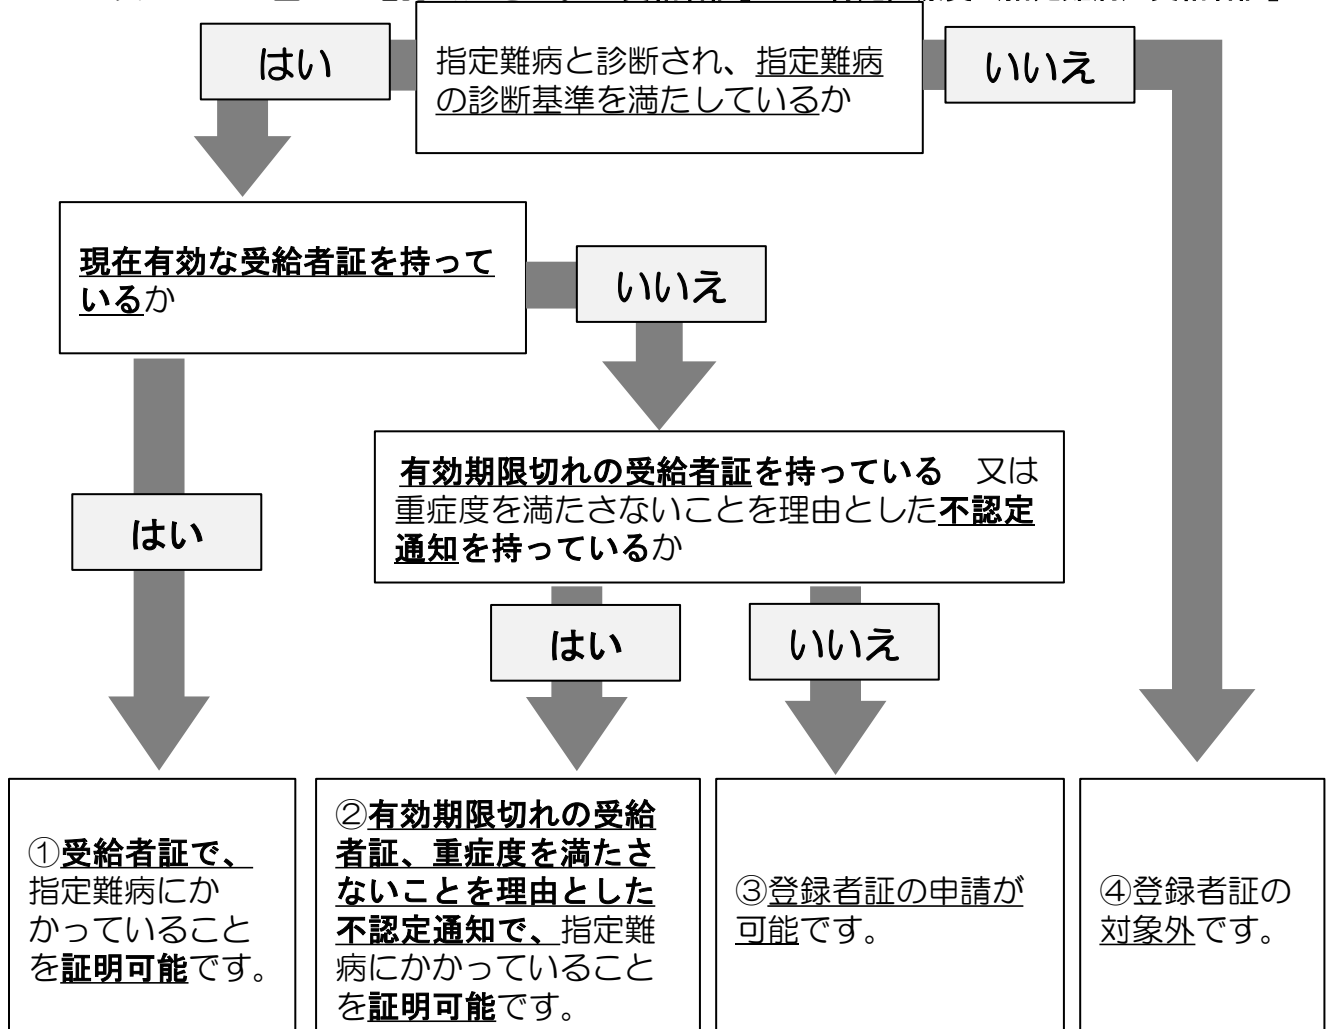 はい
指定難病と診断され、指定難病
の診断基準を満たしているか
いいえ
現在有効な受給者証を持って
いるか
いいえ
有効期限切れの受給者証を持っている 又は
重症度を満たさないことを理由とした不認定
通知を持っているか
はい
はい
いいえ
①受給者証で、
指定難病にか
かっていること
を証明可能です。
②有効期限切れの受給
者証、重症度を満たさ
ないことを理由とした
不認定通知で、指定難
病にかかっていること
を証明可能です。
③登録者証の申請が
可能です。
④登録者証の
対象外です。